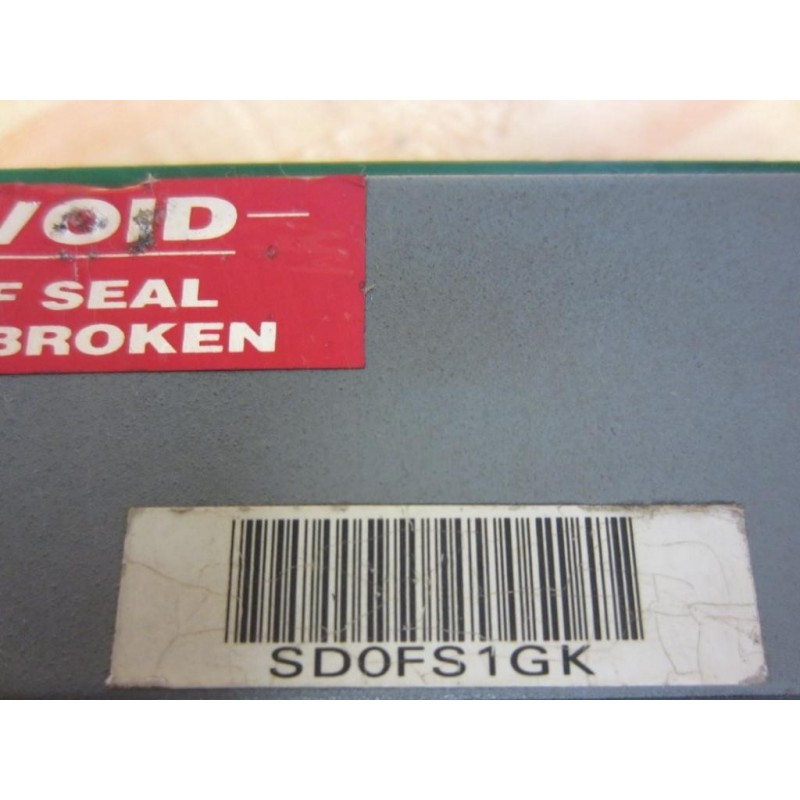 VOID
F SEAL
BROKEN
SD0FS1GK